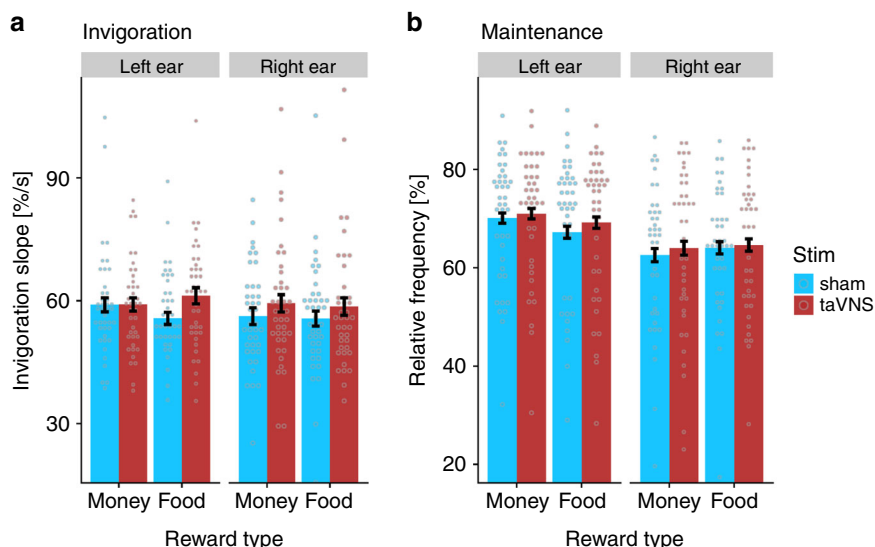 a
Invigoration
Left ear
Right ear
Invigoration slope [%/s]
90
60
30
Money Food
Money Food
Reward type
b
Maintenance
Left ear
Right ear
Relative frequency [%]
80
60
40
20
Money Food
Money Food
Reward type
Stim
sham
taVNS